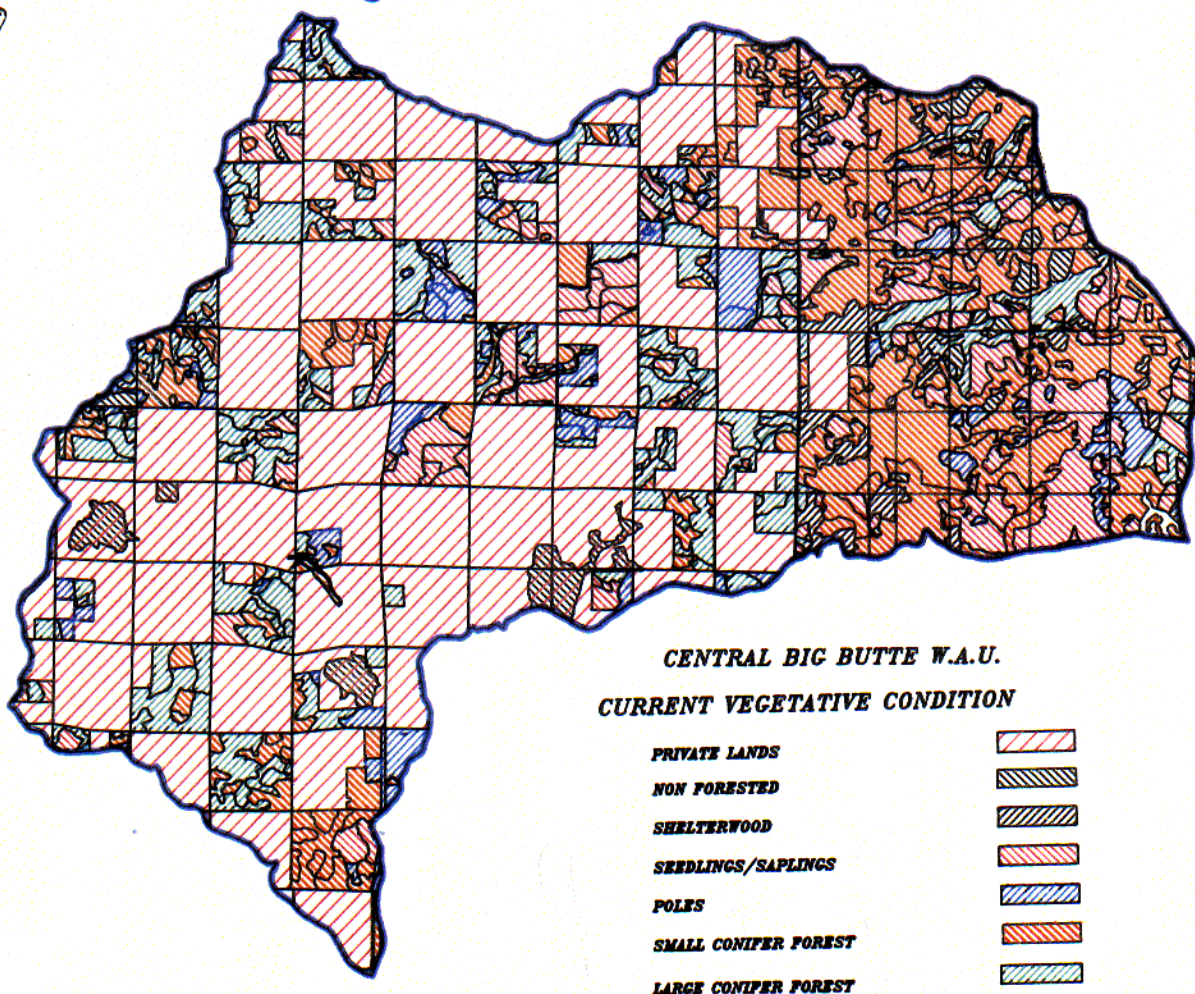 CENTRAL BIG BUTTE W.A.U.
CURRENT VEGETATIVE CONDITION
PRIVATE LANDS
NON FORESTED
SHELTERWOOD
SEEDLINGS/SAPLINGS
POLES
SMALL CONIFER FOREST
LARGE CONIFER FOREST